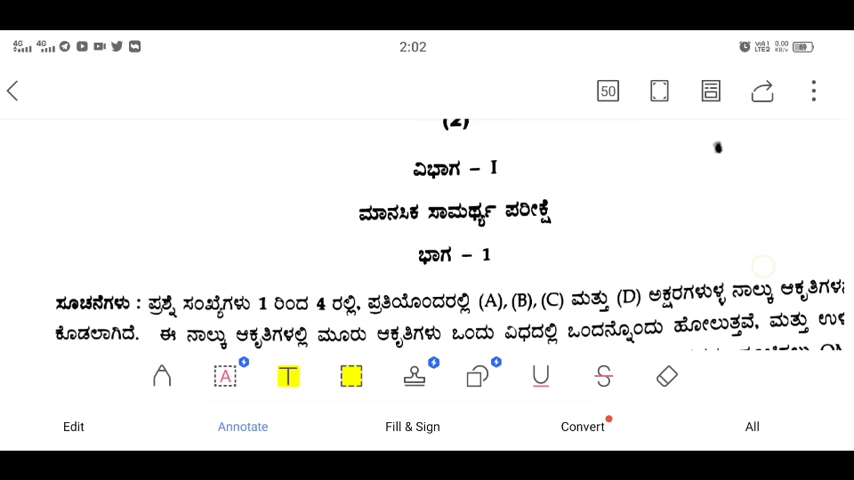 2:02
50
(2)
ವಿಭಾಗ – I
ಮಾನಸಿಕ ಸಾಮರ್ಥ್ಯ ಪರೀಕ್ಷೆ
ಭಾಗ – 1
ಸೂಚನೆಗಳು : ಪ್ರಶ್ನೆ ಸಂಖ್ಯೆಗಳು 1 ರಿಂದ 4 ರಲ್ಲಿ, ಪ್ರತಿಯೊಂದರಲ್ಲಿ (A), (B), (C) ಮತ್ತು (D) ಅಕ್ಷರಗಳುಳ್ಳ ನಾಲ್ಕು ಆಕೃತಿಗಳ
ಕೊಡಲಾಗಿದೆ. ಈ ನಾಲ್ಕು ಆಕೃತಿಗಳಲ್ಲಿ ಮೂರು ಆಕೃತಿಗಳು ಒಂದು ವಿಧದಲ್ಲಿ ಒಂದನ್ನೊಂದು ಹೋಲುತ್ತವೆ, ಮತ್ತು ಉಳ
Edit
Annotate
Fill & Sign
Convert
All